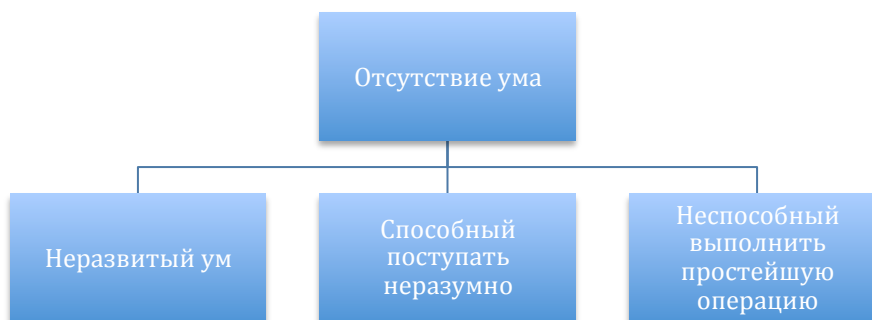 Отсутствие ума
Неразвитый ум
Способный
поступать
неразумно
Неспособный
выполнить
простейшую
операцию